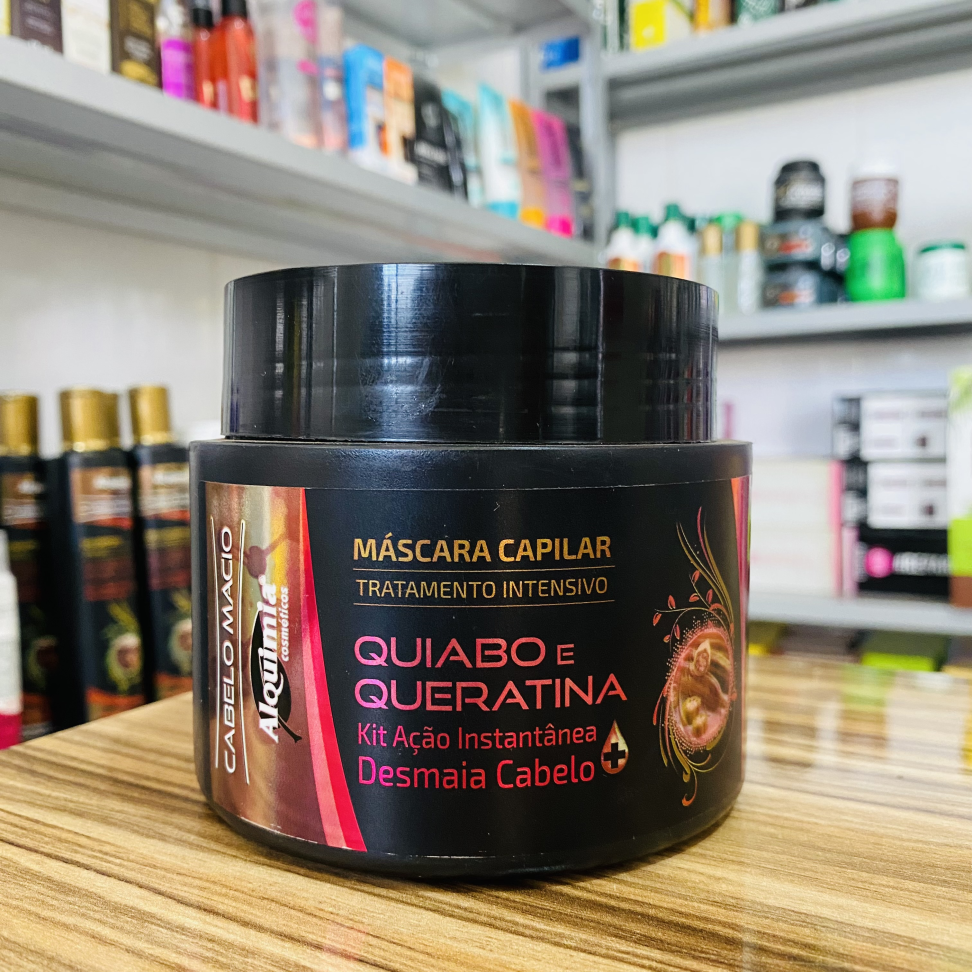 CABELO MACIO
Alquimia
cosméticos
MÁSCARA CAPILAR
TRATAMENTO INTENSIVO
QUIABO E
QUERATINA
Kit Ação Instantânea
Desmaia Cabelo